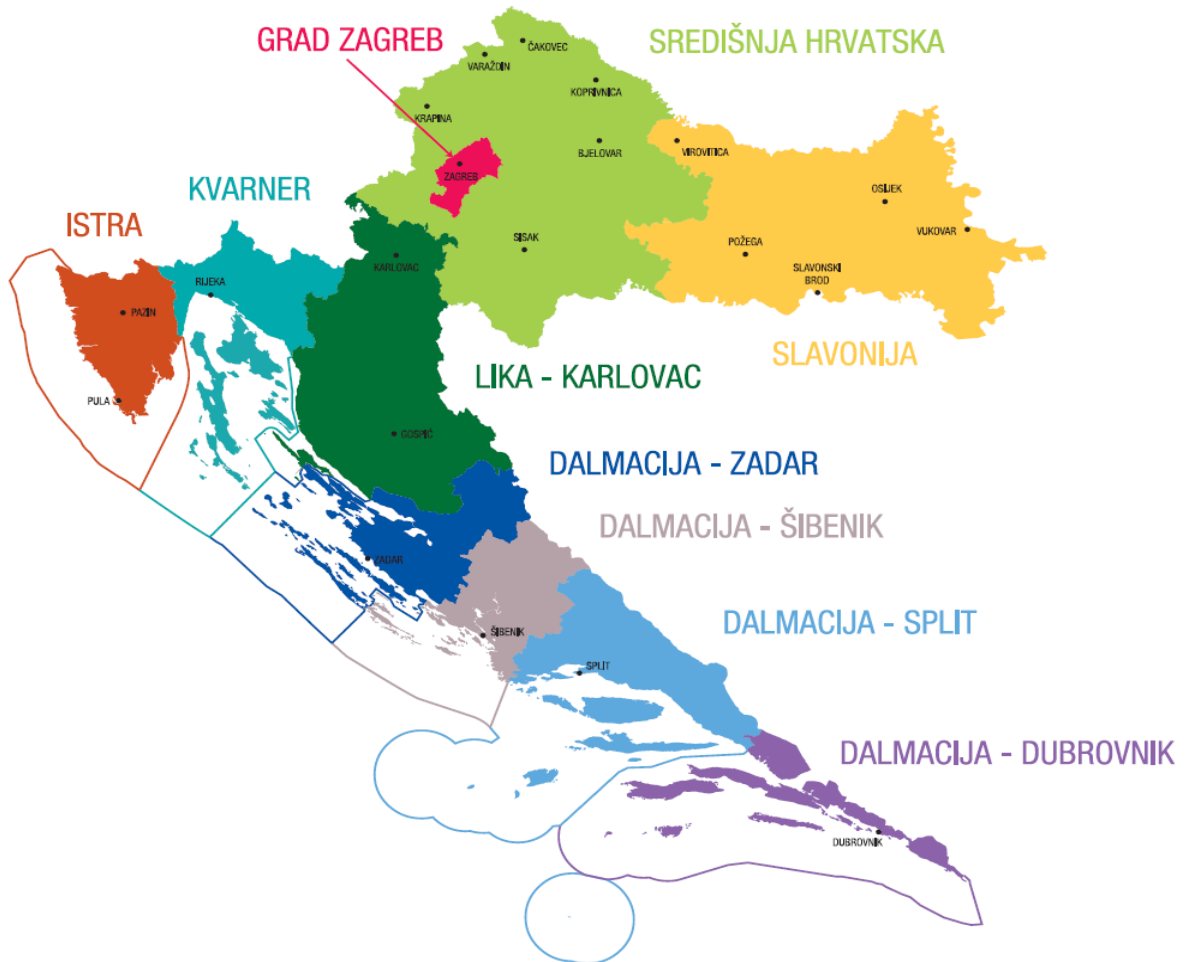 GRAD ZAGREB
SREDIŠNJA HRVATSKA
ČAKOVEC
VARAŽDIN
KOPRIVNICA
KRAPINA
BJELOVAR
VIROVITICA
ZAGREB
KVARNER
OSIJEK
ISTRA
VUKOVAR
SISAK
POŽEGA
KARLOVAC
SLAVONSKI
BROD
RIJEKA
PAZIN
SLAVONIJA
LIKA - KARLOVAC
PULA
GOSPIĆ
DALMACIJA - ZADAR
DALMACIJA - ŠIBENIK
ZADAR
DALMACIJA - SPLIT
ŠIBENIK
SPLIT
DALMACIJA - DUBROVNIK
DUBROVNIK